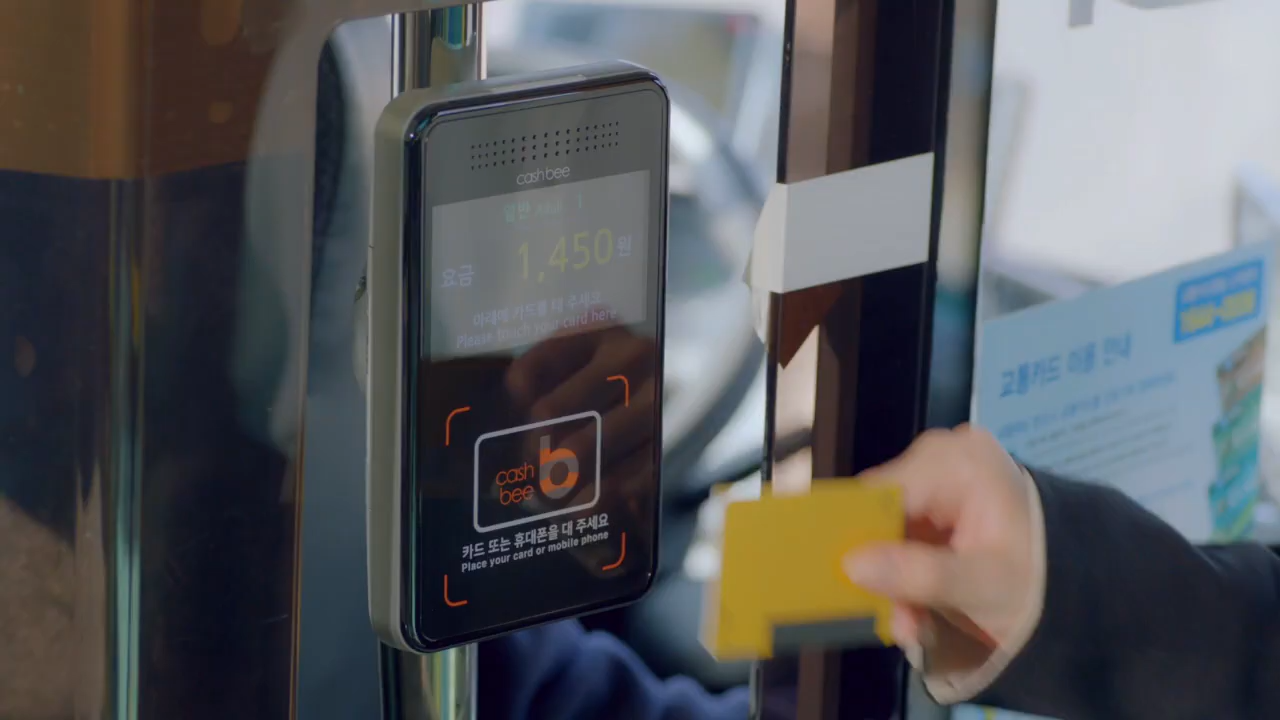 cashbee
일반
1,450원
요금
아래에 카드를 대 주세요
Please touch your card here
cash
bee
b
카드 또는 휴대폰을 대 주세요
Place your card or mobile phone
교통카드 이용 안내